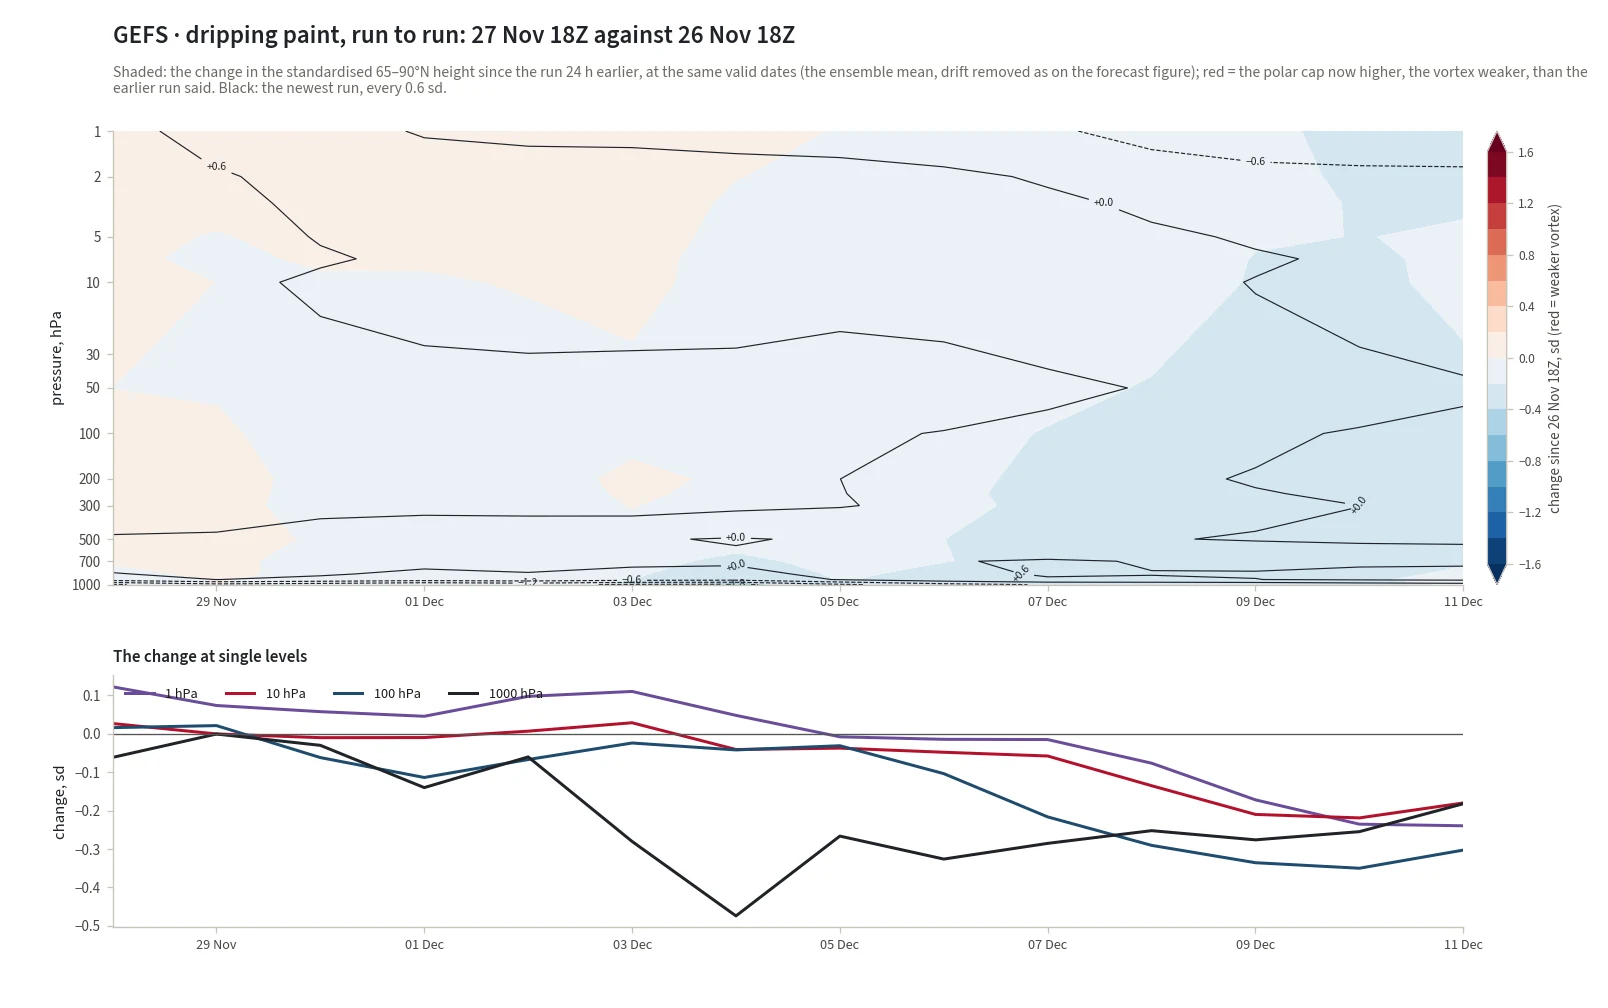 GEFS · dripping paint, run to run: 27 Nov 18Z against 26 Nov 18Z
Shaded: the change in the standardised 65–90°N height since the run 24 h earlier, at the same valid dates (the ensemble mean, drift removed as on the forecast figure); red = the polar cap now higher, the vortex weaker, than the
earlier run said. Black: the newest run, every 0.6 sd.
pressure, hPa
1
2
5
10
30
50
100
200
300
500
700
1000
+0.6
+0.0
−0.6
+0.0
+0.0
+0.0
+0.6
−1.2
−0.6
29 Nov
01 Dec
03 Dec
05 Dec
07 Dec
09 Dec
11 Dec
1.6
1.2
0.8
0.4
0.0
−0.4
−0.8
−1.2
−1.6
change since 26 Nov 18Z, sd (red = weaker vortex)
The change at single levels
1 hPa
10 hPa
100 hPa
1000 hPa
change, sd
0.1
0.0
−0.1
−0.2
−0.3
−0.4
−0.5
29 Nov
01 Dec
03 Dec
05 Dec
07 Dec
09 Dec
11 Dec